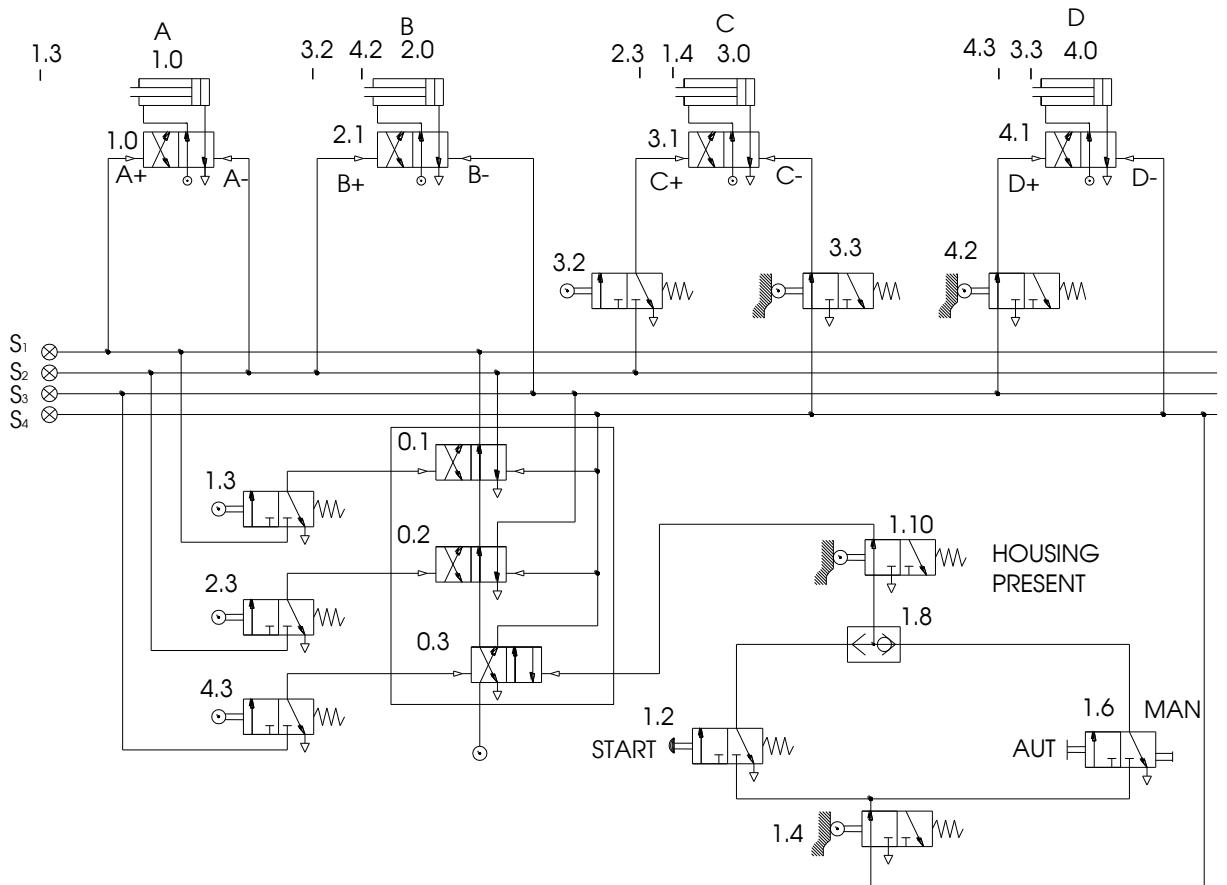 A B C D
1.3 1.0 3.2 4.2 2.0 2.3 1.4 3.0 4.3 3.3 4.0
1.0 2.1 3.1 4.1
A+ A- B+ B- C+ C- D+ D-
3.2 3.3 4.2
S1
S2
S3
S4
0.1
1.3
0.2 1.10
HOUSING
PRESENT
2.3
0.3 1.8
4.3
1.2 1.6 MAN
START AUT
1.4